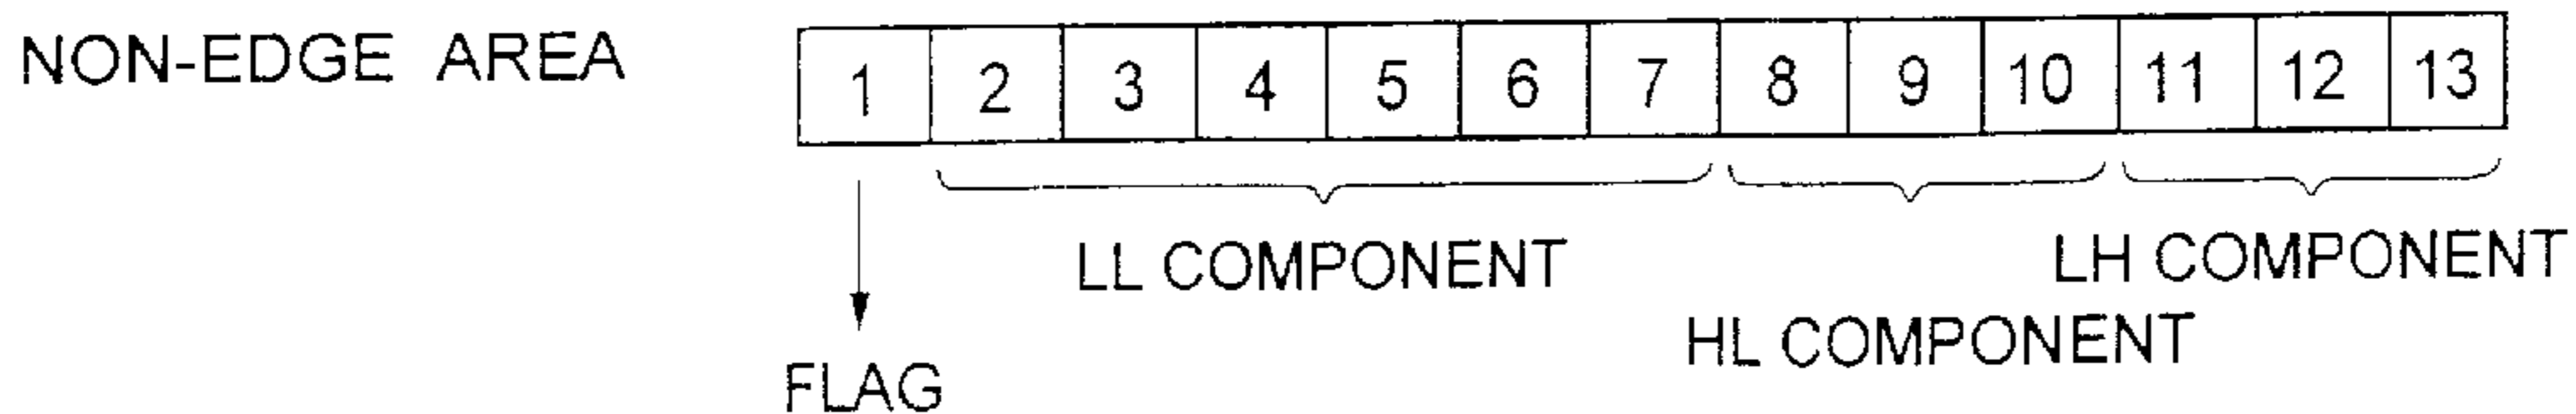 NON-EDGE AREA
1 2 3 4 5 6 7 8 9 10 11 12 13
LL COMPONENT
LH COMPONENT
HL COMPONENT
FLAG